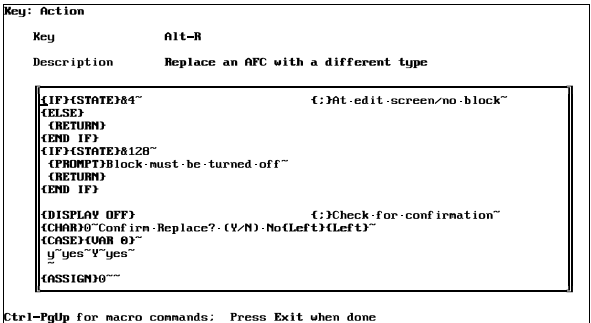 Key: Action
Key Alt-R
Description Replace an AFC with a different type
{IF}{STATE}&4~ {;}At·edit·screen/no·block~
{ELSE}
{RETURN}
{END IF}
{IF}{STATE}&128~
{PROMPT}Block·must·be·turned·off~
{RETURN}
{END IF}
{DISPLAY OFF} {;}Check·for·confirmation~
{CHAR}0~Confirm·Replace?·(Y/N)·No{Left}{Left}~
{CASE}{VAR 0}~
y~yes~Y~yes~
~
{ASSIGN}0~~
Ctrl-PgUp for macro commands; Press Exit when done